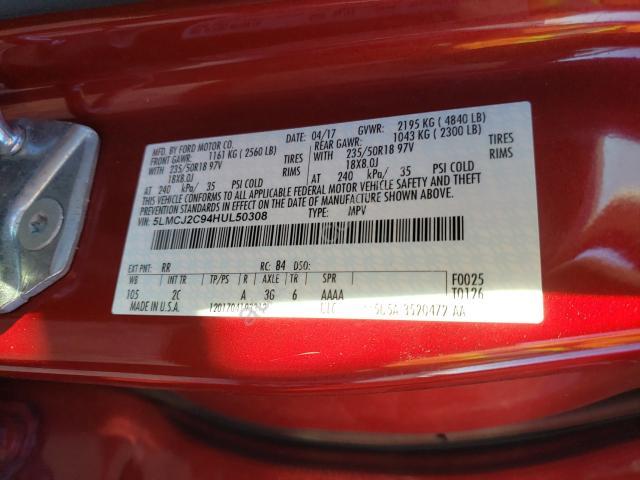 MFD. BY FORD MOTOR CO.
04/17 GVWR: 2195 KG ( 4840 LB)
FRONT GAWR: 1161 KG ( 2560 LB) REAR GAWR: 1043 KG ( 2300 LB)
WITH 235/50R18 97V TIRES WITH 235/50R18 97V TIRES
18X8.0J RIMS 18X8.0J RIMS
AT 240 kPa/ 35 PSI COLD AT 240 kPa/ 35 PSI COLD
THIS VEHICLE CONFORMS TO ALL APPLICABLE FEDERAL MOTOR VEHICLE SAFETY AND THEFT
PREVENTION STANDARDS IN EFFECT ON THE DATE OF MANUFACTURE SHOWN ABOVE.
VIN: 5LMCJ2C94HUL50308 TYPE: MPV
EXT PNT: RR RC: 84 DSO:
WB INT TR TP/PS R AXLE TR SPR F0025
105 2C A 3G 6 AAAA T0126
MADE IN U.S.A. AA